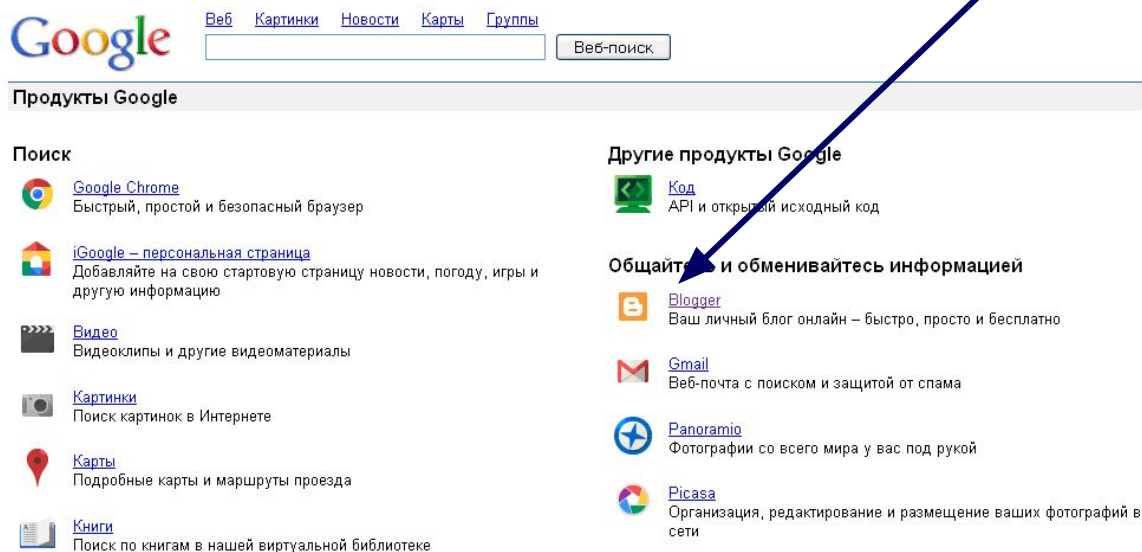 Google
Веб Картинки Новости Карты Группы
Веб-поиск
Продукты Google
Поиск
Google Chrome
Быстрый, простой и безопасный браузер
iGoogle – персональная страница
Добавляйте на свою стартовую страницу новости, погоду, игры и
другую информацию
Видео
Видеоклипы и другие видеоматериалы
Картинки
Поиск картинок в Интернете
Карты
Подробные карты и маршруты проезда
Книги
Поиск по книгам в нашей виртуальной библиотеке
Другие продукты Google
Код
API и открытый исходный код
Общайтесь и обменивайтесь информацией
Blogger
Ваш личный блог онлайн – быстро, просто и бесплатно
Gmail
Веб-почта с поиском и защитой от спама
Panoramio
Фотографии со всего мира у вас под рукой
Picasa
Организация, редактирование и размещение ваших фотографий в
сети